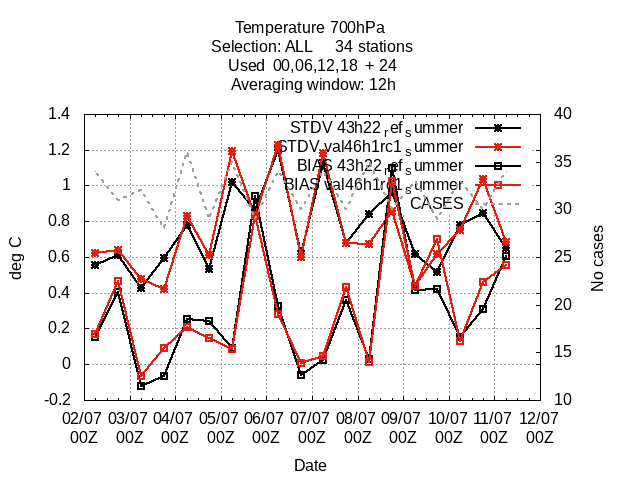 Temperature 700hPa
Selection: ALL 34 stations
Used 00,06,12,18 + 24
Averaging window: 12h
STDV 43h22_ref_summer
STDV val46h1rc1_summer
BIAS 43h22_ref_summer
BIAS val46h1rc1_summer
CASES
deg C
1.4
1.2
1
0.8
0.6
0.4
0.2
0
-0.2
40
35
30
25
20
15
10
No cases
02/07 03/07 04/07 05/07 06/07 07/07 08/07 09/07 10/07 11/07 12/07
00Z 00Z 00Z 00Z 00Z 00Z 00Z 00Z 00Z 00Z 00Z
Date